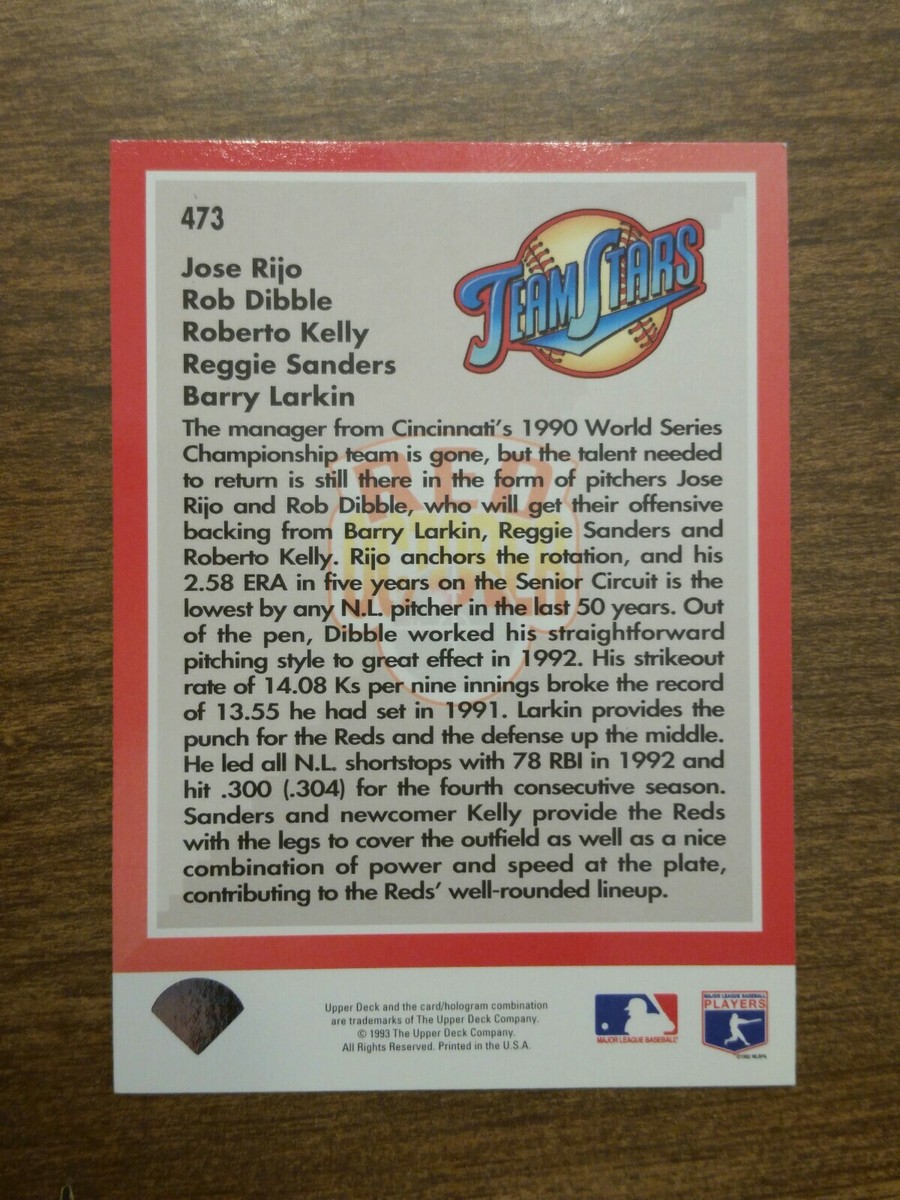 473
TEAM STARS
Jose Rijo
Rob Dibble
Roberto Kelly
Reggie Sanders
Barry Larkin
The manager from Cincinnati's 1990 World Series
Championship team is gone, but the talent needed
to return is still there in the form of pitchers Jose
Rijo and Rob Dibble, who will get their offensive
backing from Barry Larkin, Reggie Sanders and
Roberto Kelly. Rijo anchors the rotation, and his
2.58 ERA in five years on the Senior Circuit is the
lowest by any N.L. pitcher in the last 50 years. Out
of the pen, Dibble worked his straightforward
pitching style to great effect in 1992. His strikeout
rate of 14.08 Ks per nine innings broke the record
of 13.55 he had set in 1991. Larkin provides the
punch for the Reds and the defense up the middle.
He led all N.L. shortstops with 78 RBI in 1992 and
hit .300 (.304) for the fourth consecutive season.
Sanders and newcomer Kelly provide the Reds
with the legs to cover the outfield as well as a nice
combination of power and speed at the plate,
contributing to the Reds' well-rounded lineup.
RED
Upper Deck and the card/hologram combination
are trademarks of The Upper Deck Company.
© 1993 The Upper Deck Company.
All Rights Reserved. Printed in the U.S.A.
MAJOR LEAGUE BASEBALL
MAJOR LEAGUE BASEBALL
PLAYERS